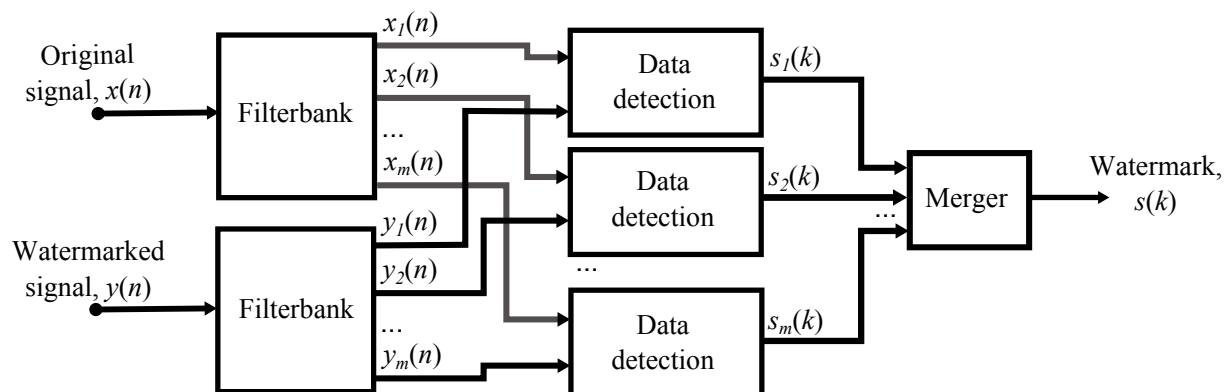 Original
signal, x(n)
Filterbank
x1(n)
x2(n)
...
xm(n)
Watermarked
signal, y(n)
Filterbank
y1(n)
y2(n)
...
ym(n)
Data
detection
Data
detection
...
Data
detection
s1(k)
s2(k)
...
sm(k)
Merger
Watermark,
s(k)